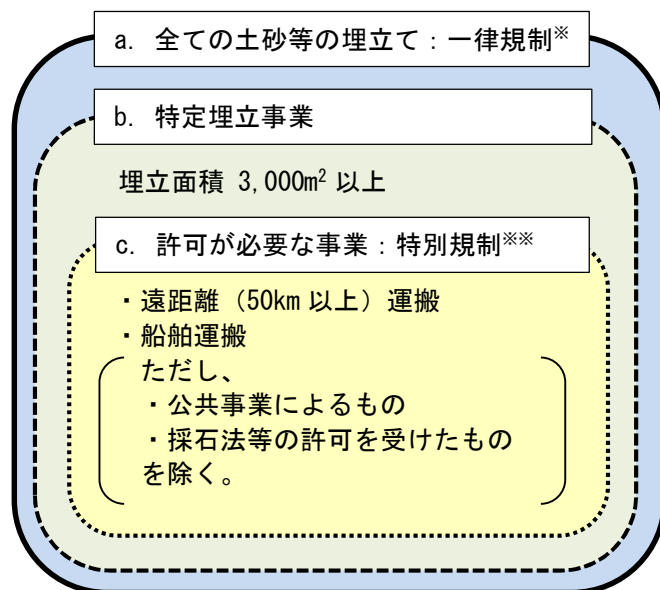 a. 全ての土砂等の埋立て：一律規制※
b. 特定埋立事業
埋立面積 3,000m² 以上
c. 許可が必要な事業：特別規制※※
・遠距離（50km 以上）運搬
・船舶運搬
ただし、
・公共事業によるもの
・採石法等の許可を受けたもの
を除く。